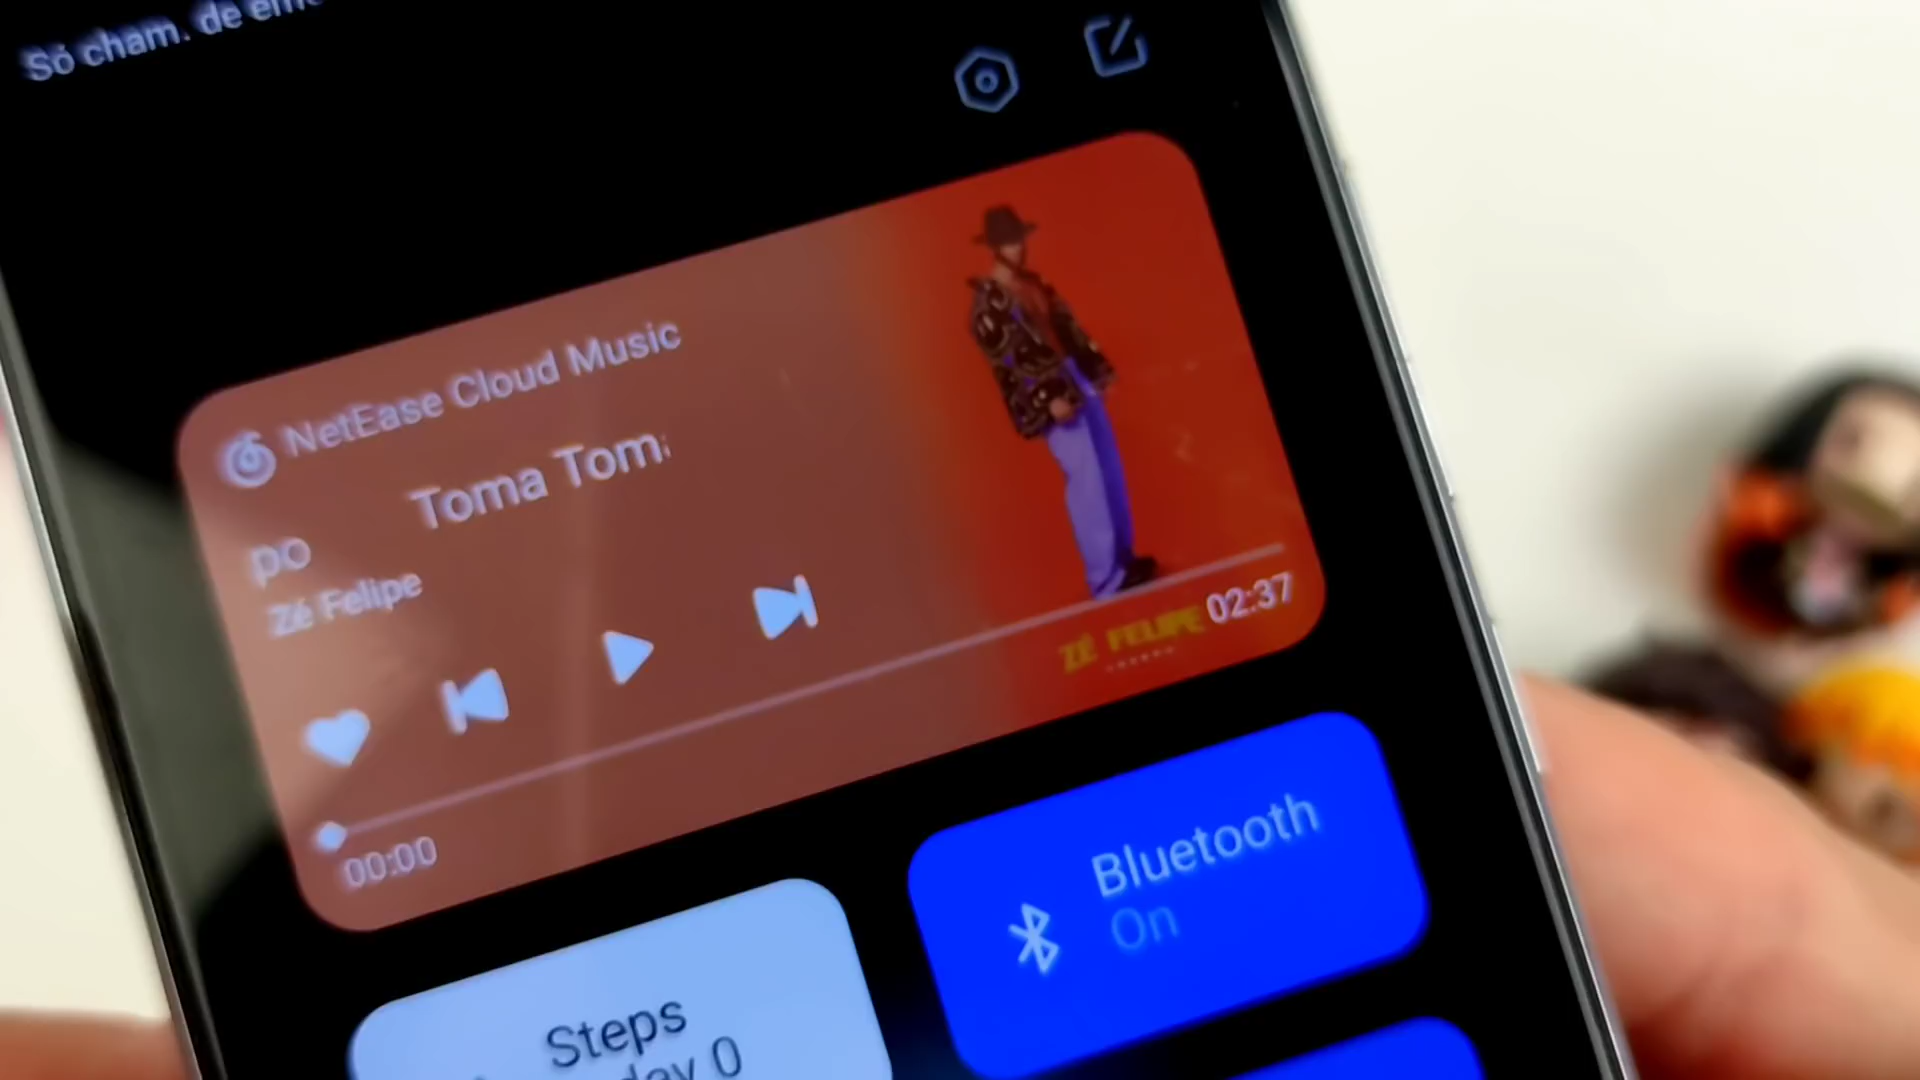 Só cham. de
NetEase Cloud Music
po Toma Tom
Zé Felipe
02:37
ZÉ FELIPE
00:00
Bluetooth
On
Steps
0